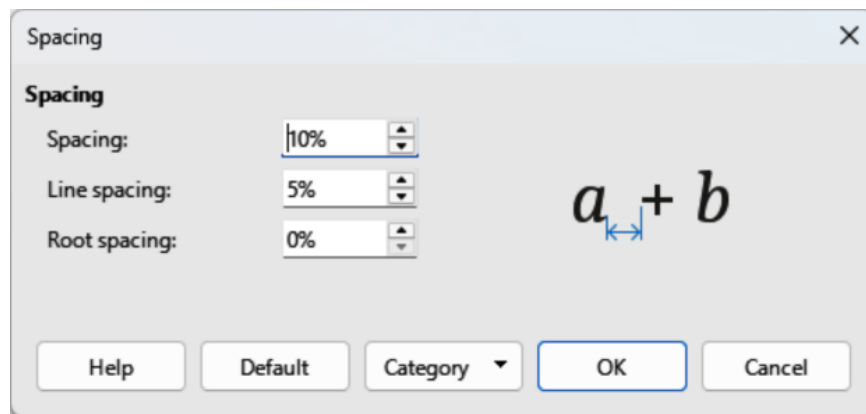 Spacing
Spacing
Spacing: 10%
Line spacing: 5%
Root spacing: 0%
a + b
Help Default Category OK Cancel